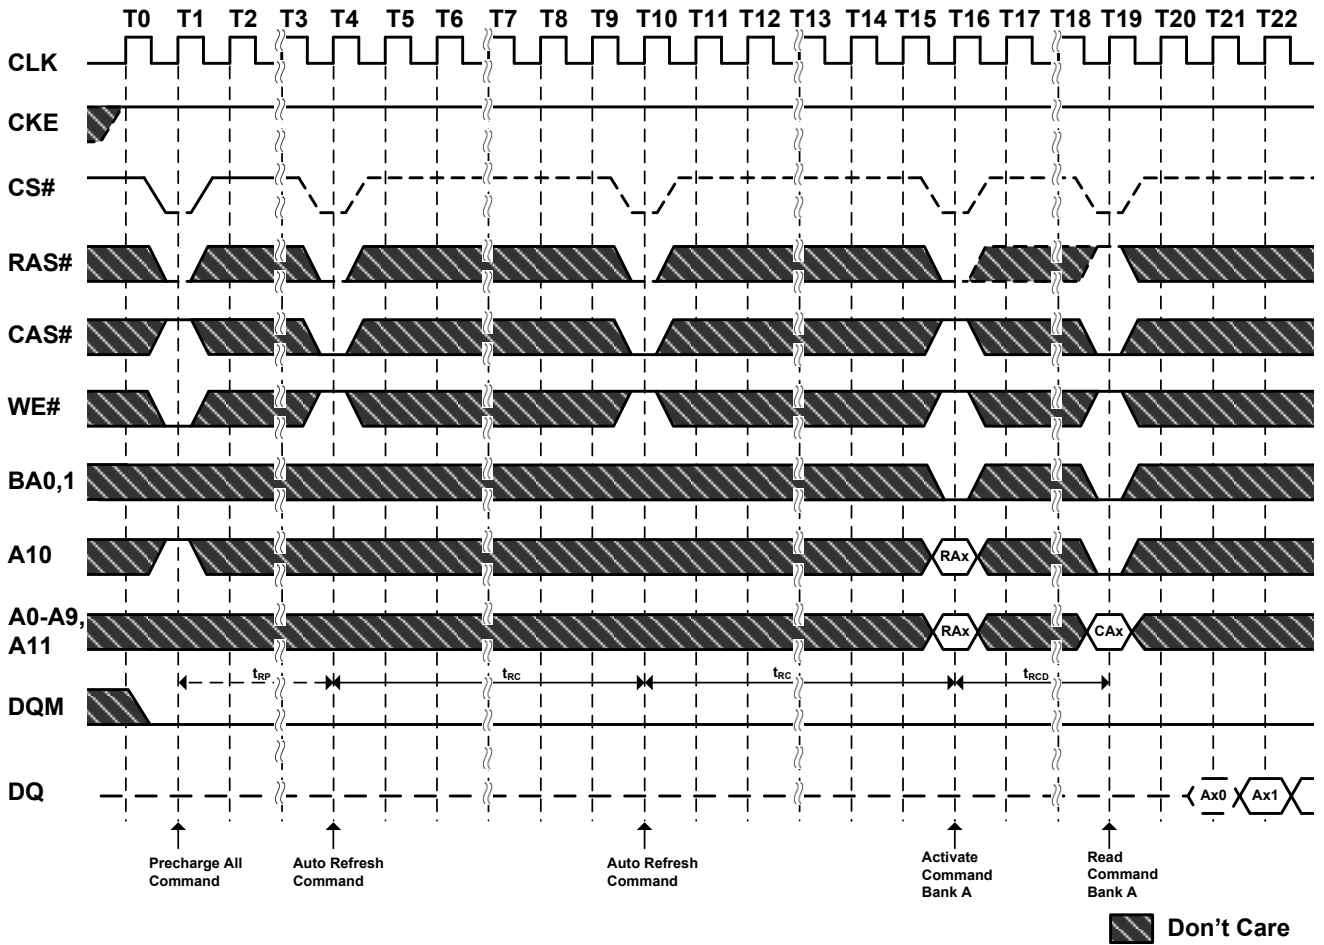 T0 T1 T2 T3 T4 T5 T6 T7 T8 T9 T10 T11 T12 T13 T14 T15 T16 T17 T18 T19 T20 T21 T22
CLK
CKE
CS#
RAS#
CAS#
WE#
BA0,1
A10
RAx
A0-A9,
A11
RAx CAx
tRP tRC tRC tRCD
DQM
DQ
Ax0 Ax1
Precharge All
Command
Auto Refresh
Command
Auto Refresh
Command
Activate
Command
Bank A
Read
Command
Bank A
Don't Care